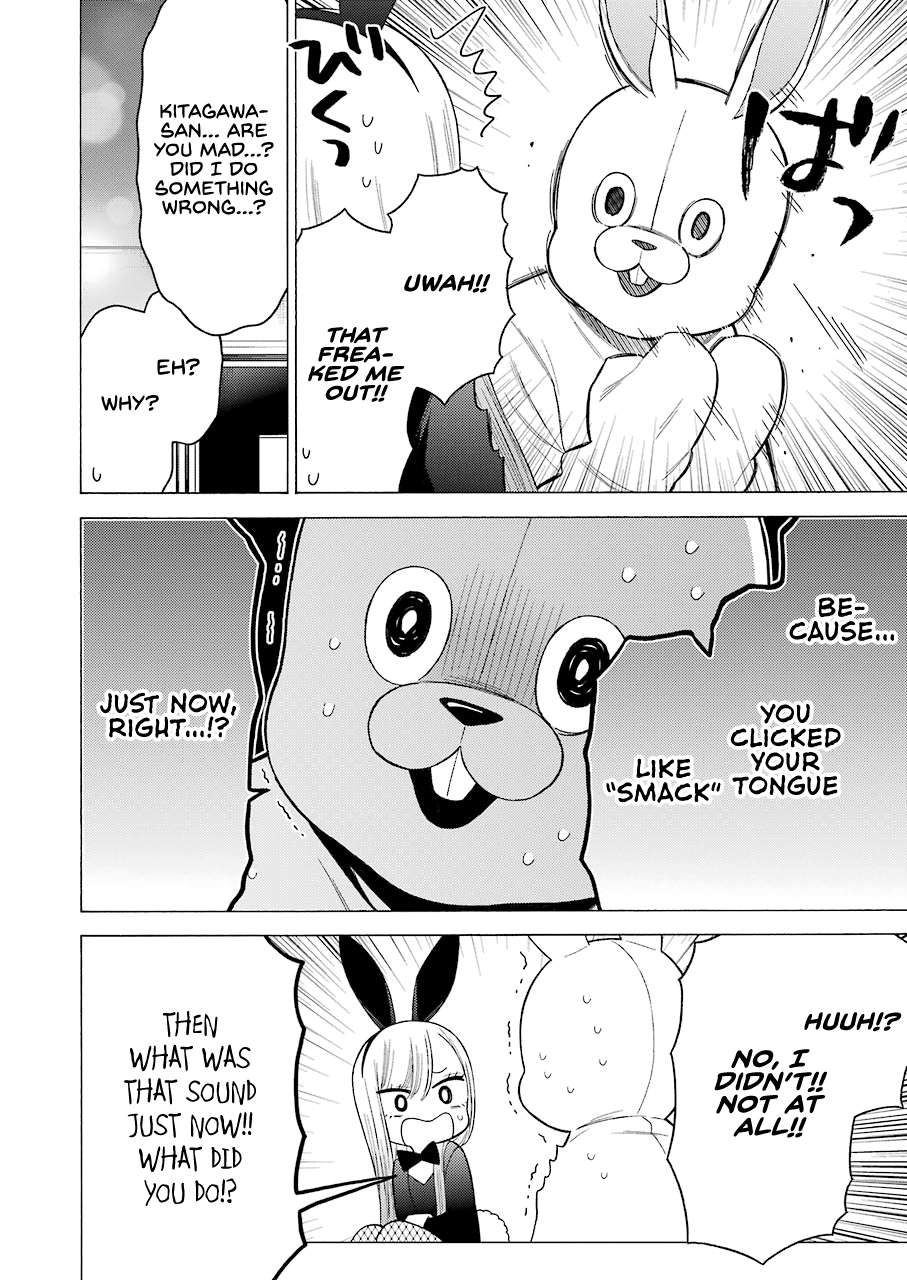 ばっ
びくっ
UWAH!!
THAT
FREA-
KED ME
OUT!!
KITAGAWA-
SAN... ARE
YOU MAD...?
DID I DO
SOMETHING
WRONG...?
EH?
WHY?
BE-
CAUSE...
YOU
CLICKED
YOUR
TONGUE
LIKE
"SMACK"
JUST NOW,
RIGHT...!?
HUUH!?
NO, I
DIDN'T!!
NOT AT
ALL!!
THEN
WHAT WAS
THAT SOUND
JUST NOW!!
WHAT DID
YOU DO!?